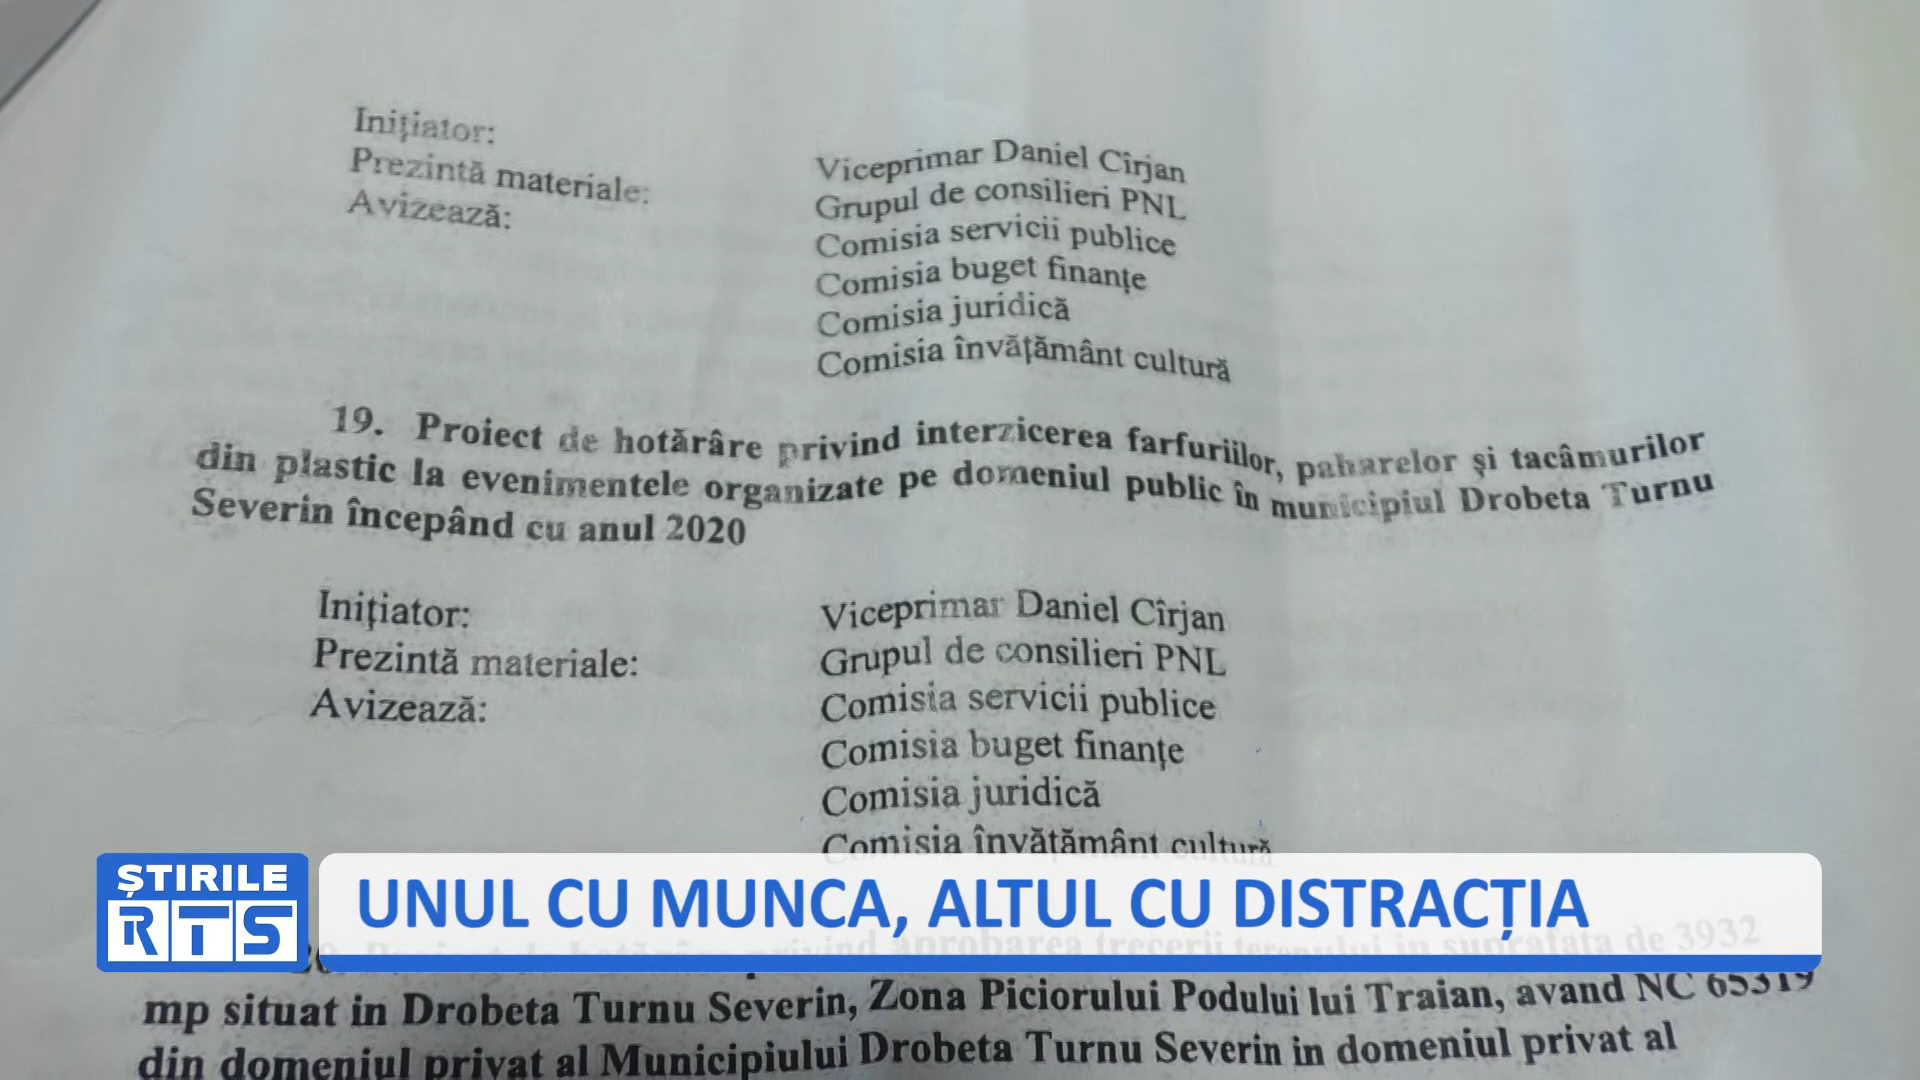 Inițiator:
Prezintă materiale:
Avizează:
Viceprimar Daniel Cîrjan
Grupul de consilieri PNL
Comisia servicii publice
Comisia buget finanțe
Comisia juridică
Comisia învățământ cultură
19. Proiect de hotărâre privind interzicerea farfuriilor, paharelor și tacâmurilor
din plastic la evenimentele organizate pe domeniul public în municipiul Drobeta Turnu
Severin începând cu anul 2020
Inițiator:
Prezintă materiale:
Avizează:
Viceprimar Daniel Cîrjan
Grupul de consilieri PNL
Comisia servicii publice
Comisia buget finanțe
Comisia juridică
Comisia învățământ cultură
ȘTIRILE
RTS
UNUL CU MUNCA, ALTUL CU DISTRACȚIA
20. Proiect de hotărâre privind aprobarea trecerii terenului in suprafata de 3932
mp situat in Drobeta Turnu Severin, Zona Piciorului Podului lui Traian, avand NC 65319
din domeniul privat al Municipiului Drobeta Turnu Severin in domeniul privat al